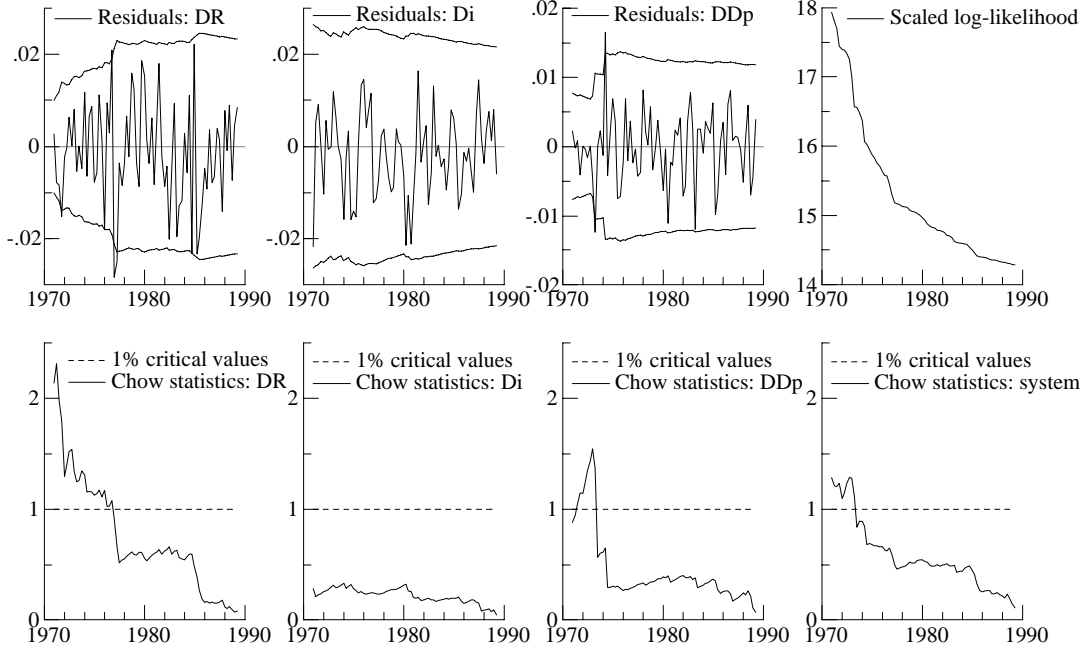 Residuals: DR
.02
0
-.02
1970 1980 1990
Residuals: Di
.02
0
-.02
1970 1980 1990
.02
Residuals: DDp
.01
0
-.01
-.02
1970 1980 1990
18
Scaled log-likelihood
17
16
15
14
1970 1980 1990
1% critical values
Chow statistics: DR
2
1
0
1970 1980 1990
1% critical values
Chow statistics: Di
2
1
0
1970 1980 1990
1% critical values
Chow statistics: DDp
2
1
0
1970 1980 1990
1% critical values
Chow statistics: system
2
1
0
1970 1980 1990